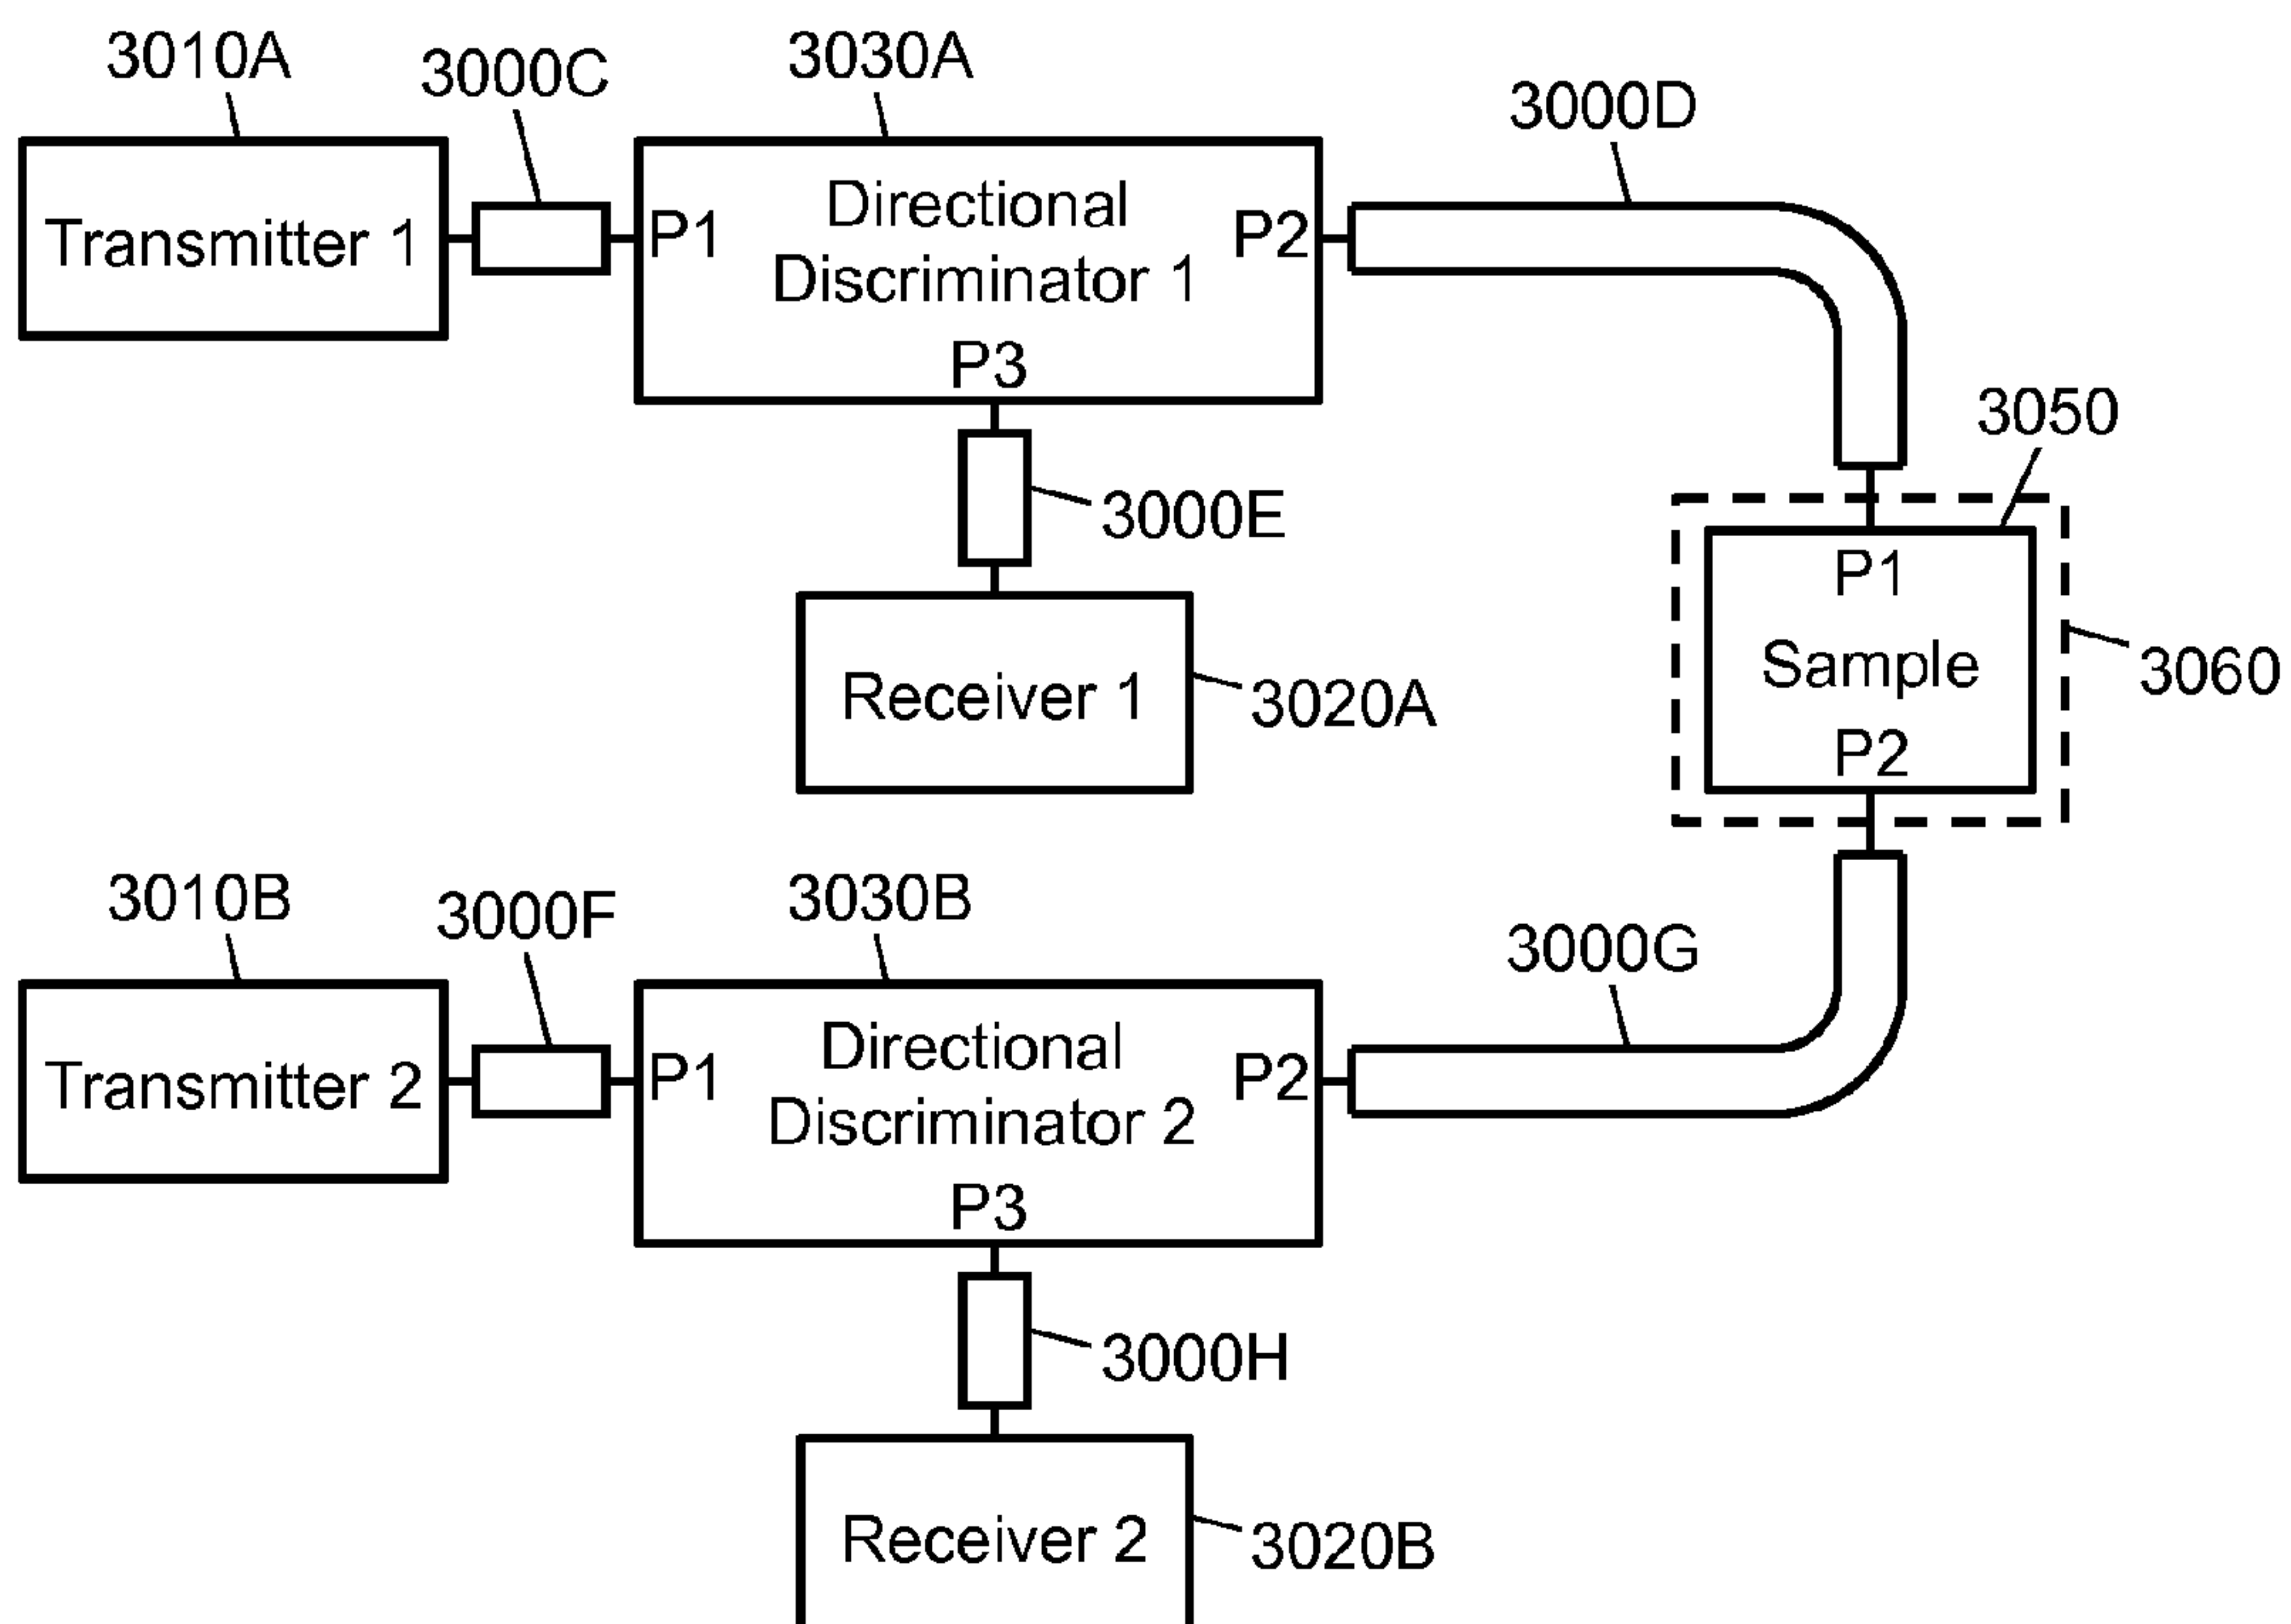 3010A
3000C
3030A
3000D
Transmitter 1
P1
Directional
Discriminator 1
P2
P3
3050
3000E
P1
Sample
P2
3060
Receiver 1
3020A
3010B
3000F
3030B
3000G
Transmitter 2
P1
Directional
Discriminator 2
P2
P3
3000H
Receiver 2
3020B